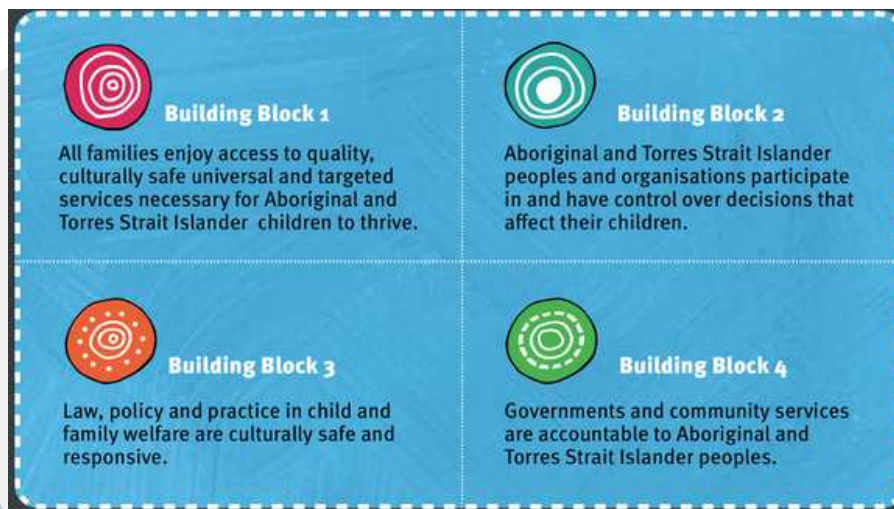 Building Block 1
All families enjoy access to quality,
culturally safe universal and targeted
services necessary for Aboriginal and
Torres Strait Islander children to thrive.
Building Block 2
Aboriginal and Torres Strait Islander
peoples and organisations participate
in and have control over decisions that
affect their children.
Building Block 3
Law, policy and practice in child and
family welfare are culturally safe and
responsive.
Building Block 4
Governments and community services
are accountable to Aboriginal and
Torres Strait Islander peoples.